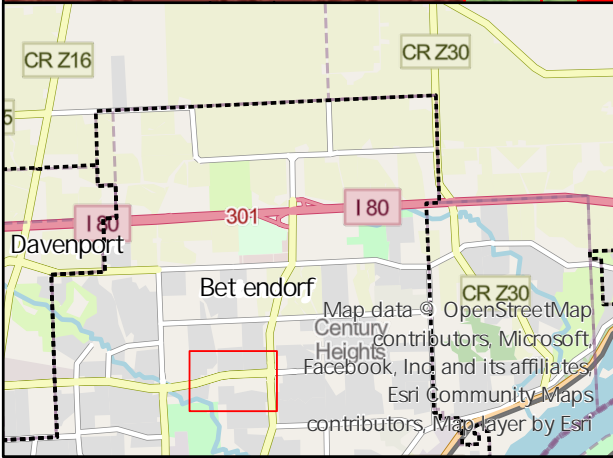 CR Z16
CR Z30
5
I 80
301
I 80
Davenport
Bet endorf
CR Z30
Century
Heights
Map data © OpenStreetMap
contributors, Microsoft,
Facebook, Inc. and its affiliates,
Esri Community Maps
contributors, Map layer by Esri